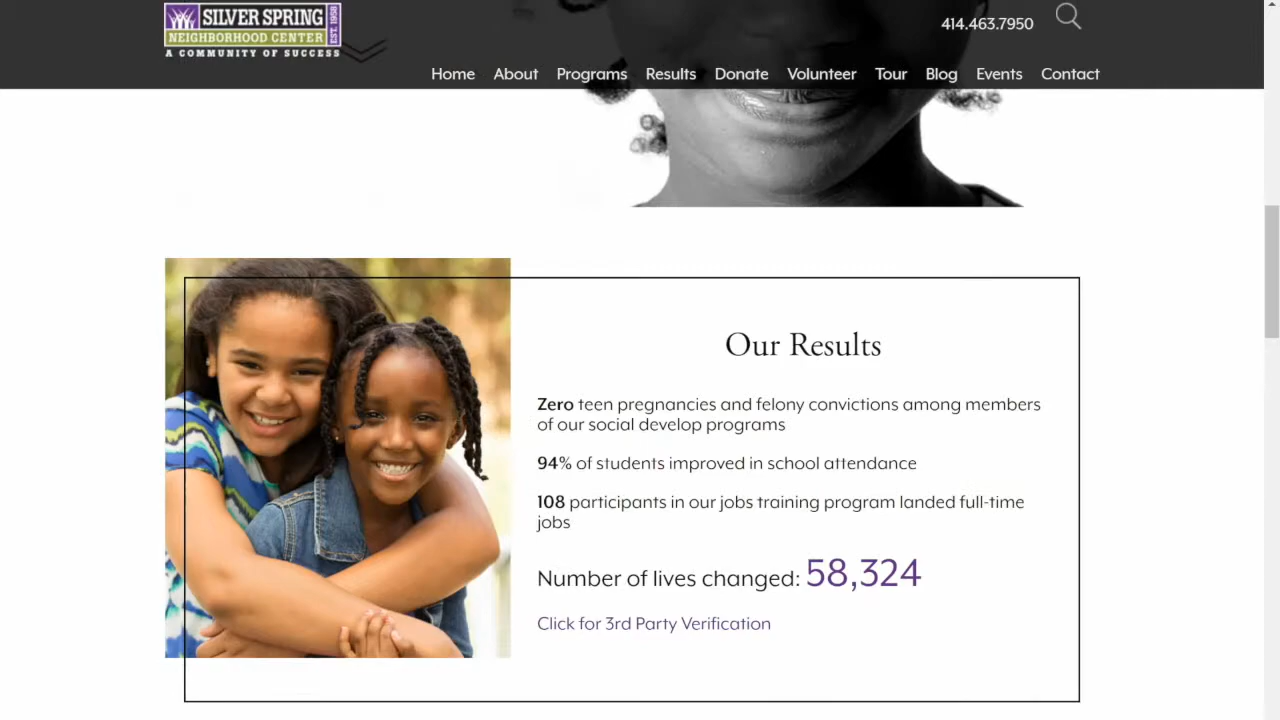 SILVER SPRING
NEIGHBORHOOD CENTER
EST. 1958
A COMMUNITY OF SUCCESS
414.463.7950
Home About Programs Results Donate Volunteer Tour Blog Events Contact
Our Results
Zero teen pregnancies and felony convictions among members
of our social develop programs
94% of students improved in school attendance
108 participants in our jobs training program landed full-time
jobs
Number of lives changed: 58,324
Click for 3rd Party Verification